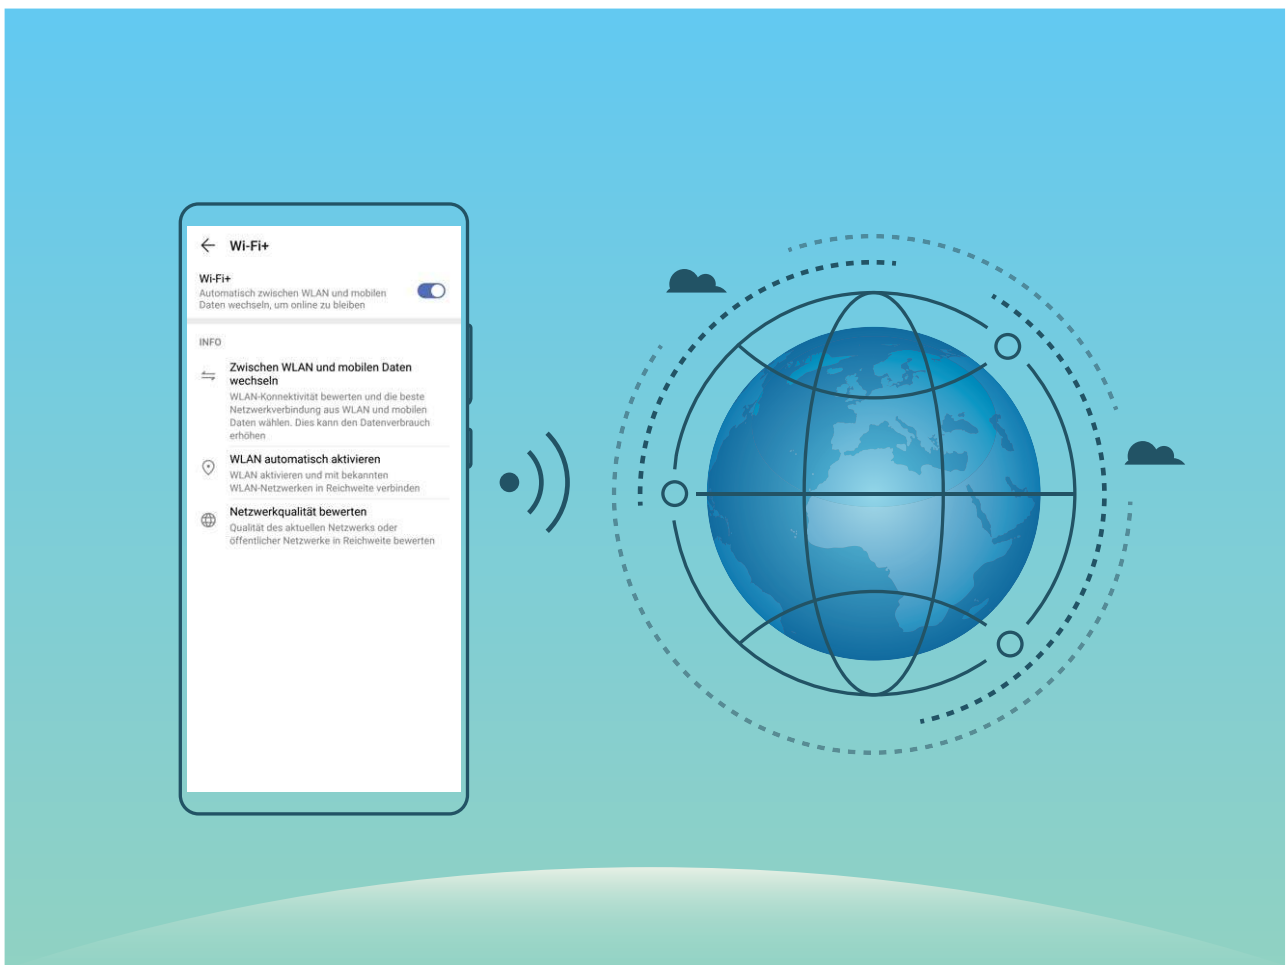 Wi-Fi+
Wi-Fi+
Automatisch zwischen WLAN und mobilen
Daten wechseln, um online zu bleiben
INFO
Zwischen WLAN und mobilen Daten
wechseln
WLAN-Konnektivität bewerten und die beste
Netzwerkverbindung aus WLAN und mobilen
Daten wählen. Dies kann den Datenverbrauch
erhöhen
WLAN automatisch aktivieren
WLAN aktivieren und mit bekannten
WLAN-Netzwerken in Reichweite verbinden
Netzwerkqualität bewerten
Qualität des aktuellen Netzwerks oder
öffentlicher Netzwerke in Reichweite bewerten